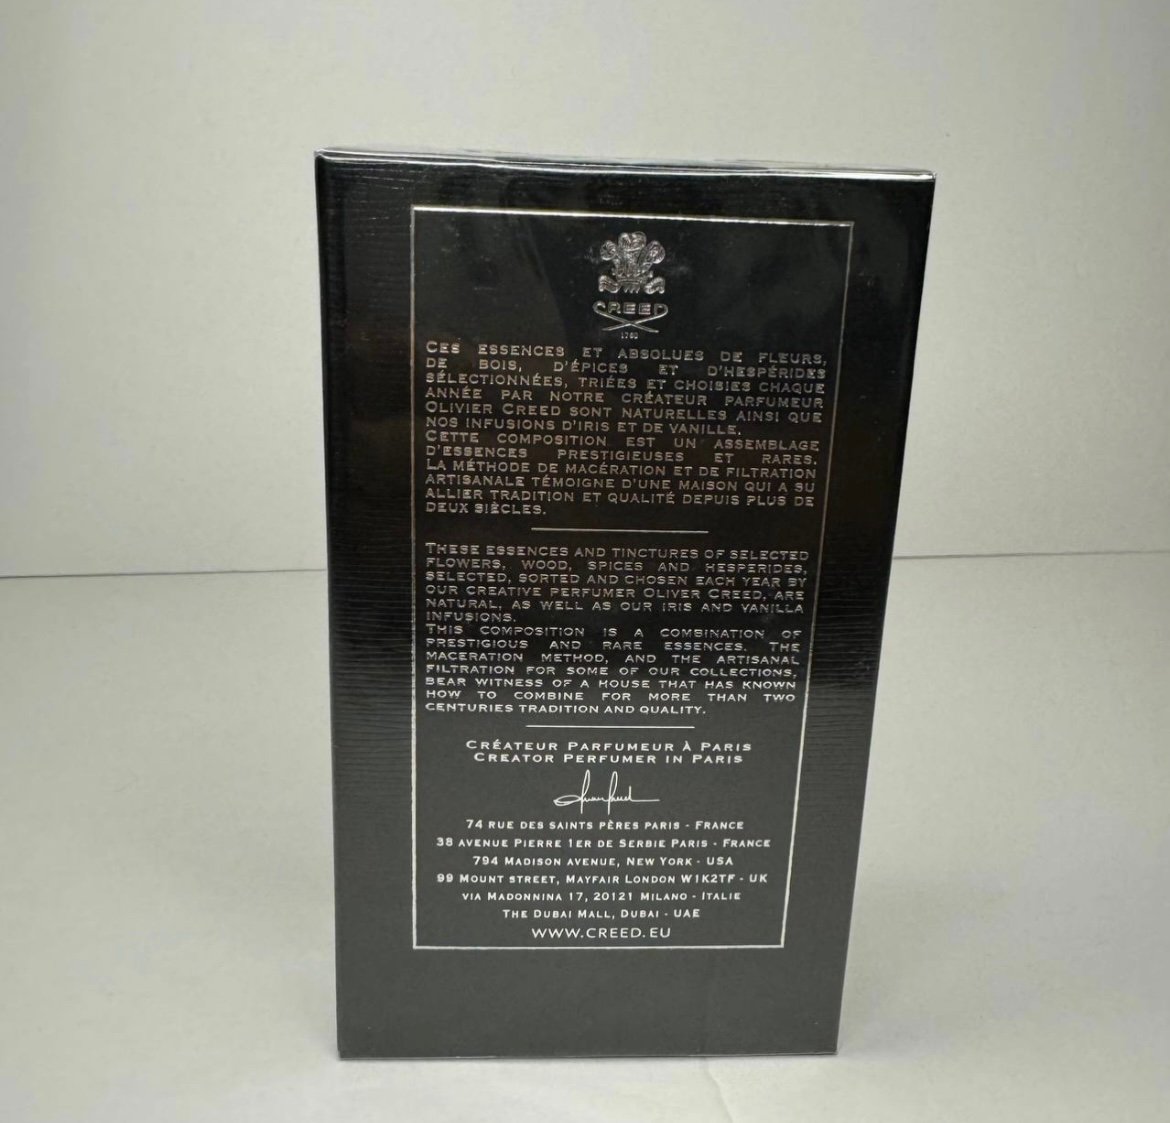 CREED
1760
CES ESSENCES ET ABSOLUES DE FLEURS,
DE BOIS, D'ÉPICES ET D'HESPÉRIDES
SÉLECTIONNÉES, TRIÉES ET CHOISIES CHAQUE
ANNÉE PAR NOTRE CRÉATEUR PARFUMEUR
OLIVIER CREED SONT NATURELLES AINSI QUE
NOS INFUSIONS D'IRIS ET DE VANILLE.
CETTE COMPOSITION EST UN ASSEMBLAGE
D'ESSENCES PRESTIGIEUSES ET RARES.
LA MÉTHODE DE MACÉRATION ET DE FILTRATION
ARTISANALE TÉMOIGNE D'UNE MAISON QUI A SU
ALLIER TRADITION ET QUALITÉ DEPUIS PLUS DE
DEUX SIÈCLES.
THESE ESSENCES AND TINCTURES OF SELECTED
FLOWERS, WOOD, SPICES AND HESPERIDES,
SELECTED, SORTED AND CHOSEN EACH YEAR BY
OUR CREATIVE PERFUMER OLIVER CREED, ARE
NATURAL, AS WELL AS OUR IRIS AND VANILLA
INFUSIONS.
THIS COMPOSITION IS A COMBINATION OF
PRESTIGIOUS AND RARE ESSENCES. THE
MACERATION METHOD, AND THE ARTISANAL
FILTRATION FOR SOME OF OUR COLLECTIONS,
BEAR WITNESS OF A HOUSE THAT HAS KNOWN
HOW TO COMBINE FOR MORE THAN TWO
CENTURIES TRADITION AND QUALITY.
CRÉATEUR PARFUMEUR À PARIS
CREATOR PERFUMER IN PARIS
74 RUE DES SAINTS PÈRES PARIS - FRANCE
38 AVENUE PIERRE 1ER DE SERBIE PARIS - FRANCE
794 MADISON AVENUE, NEW YORK - USA
99 MOUNT STREET, MAYFAIR LONDON W1K2TF - UK
VIA MADONNINA 17, 20121 MILANO - ITALIE
THE DUBAI MALL, DUBAI - UAE
WWW.CREED.EU